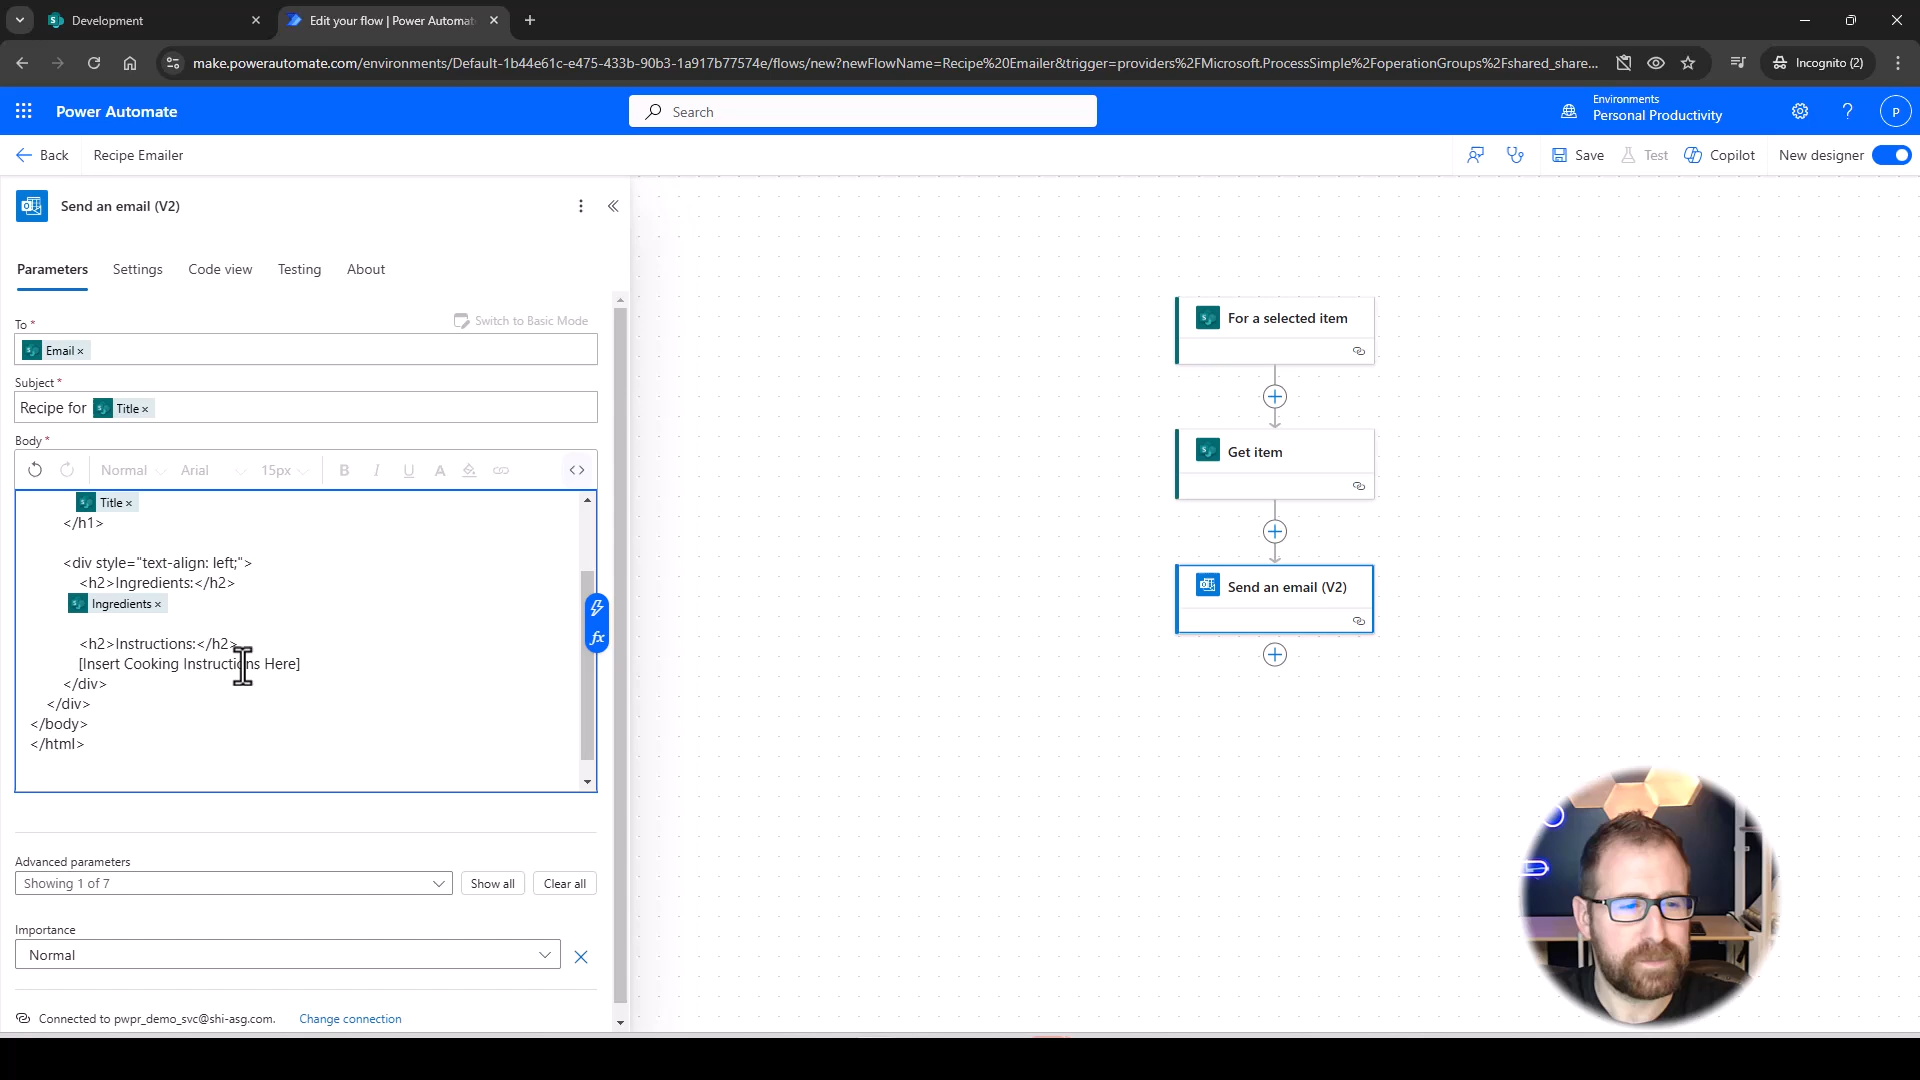 Development
Edit your flow | Power Automat
make.powerautomate.com/environments/Default-1b44e61c-e475-433b-90b3-1a917b77574e/flows/new?newFlowName=Recipe%20Emailer&trigger=providers%2FMicrosoft.ProcessSimple%2FoperationGroups%2Fshared_share...
Incognito (2)
Power Automate
Search
Environments
Personal Productivity
P
Back
Recipe Emailer
Save
Test
Copilot
New designer
Send an email (V2)
Parameters
Settings
Code view
Testing
About
To *
Switch to Basic Mode
Email ×
Subject *
Recipe for Title ×
Body *
Normal
Arial
15px
B
I
U
A
<>
Title ×
</h1>
<div style="text-align: left;">
<h2>Ingredients:</h2>
Ingredients ×
<h2>Instructions:</h2>
[Insert Cooking Instructions Here]
</div>
</div>
</body>
</html>
fx
Advanced parameters
Showing 1 of 7
Show all
Clear all
Importance
Normal
Connected to pwpr_demo_svc@shi-asg.com.
Change connection
For a selected item
Get item
Send an email (V2)